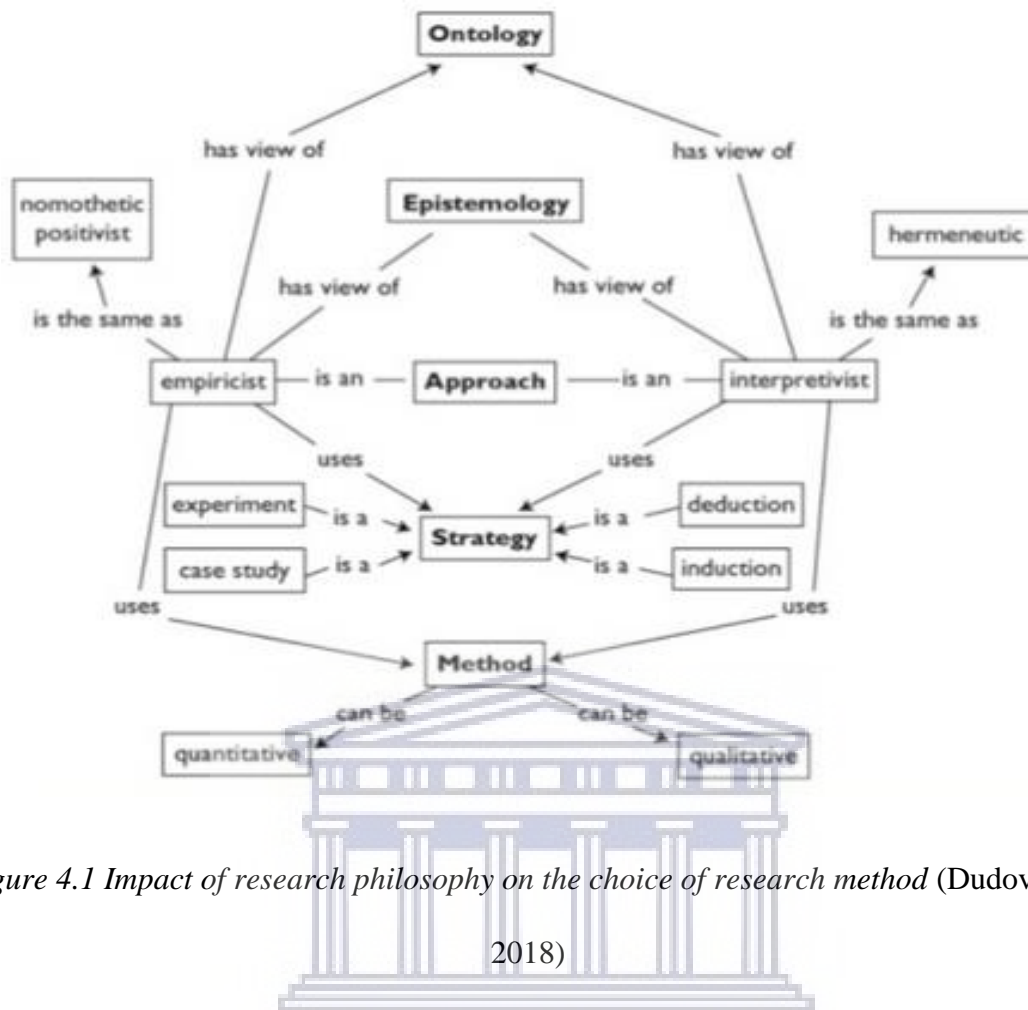 Ontology
has view of
has view of
nomothetic
positivist
Epistemology
hermeneutic
has view of
has view of
is the same as
is the same as
empiricist
is an
Approach
is an
interpretivist
uses
uses
experiment
is a
Strategy
is a
deduction
case study
is a
is a
induction
uses
uses
Method
can be
can be
quantitative
qualitative
gure 4.1 Impact of research philosophy on the choice of research method (Dudov
2018)